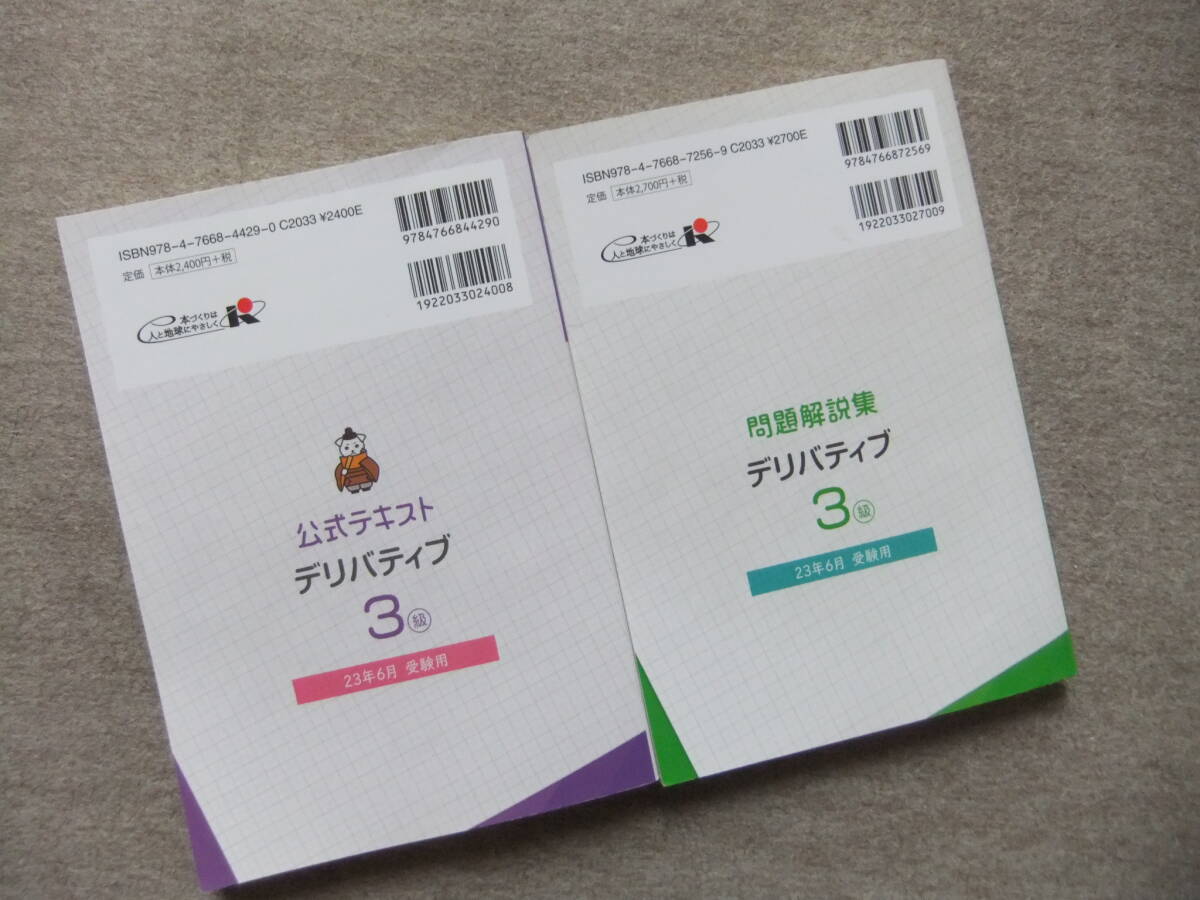 ISBN978-4-7668-4429-0 C2033 ¥2400E
定価 本体2,400円+税
9784766844290
1922033024008
本づくりは
人と地球にやさしく
公式テキスト
デリバティブ
3級
23年6月 受験用
ISBN978-4-7668-7256-9 C2033 ¥2700E
定価 本体2,700円+税
9784766872569
1922033027009
本づくりは
人と地球にやさしく
問題解説集
デリバティブ
3級
23年6月 受験用